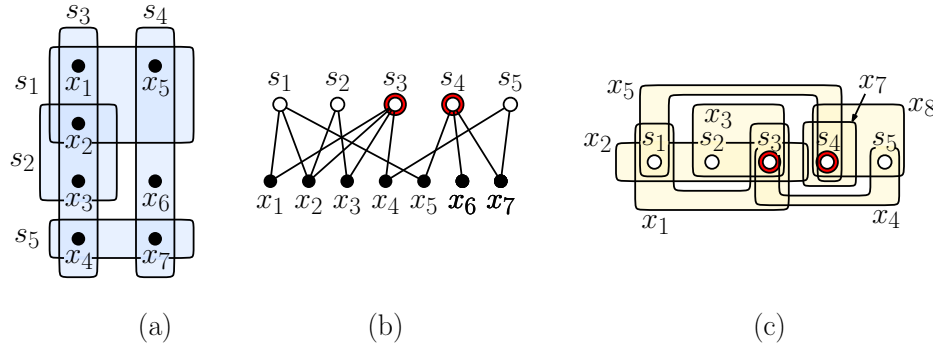 s3 s4
s1 x1 x5
x2
s2 x3 x6
s5 x4 x7
(a)
s1 s2 s3 s4 s5
x1 x2 x3 x4 x5 x6 x7
(b)
x5 x7
x3 x8
x2 s1 s2 s3 s4 s5
x1 x4
(c)